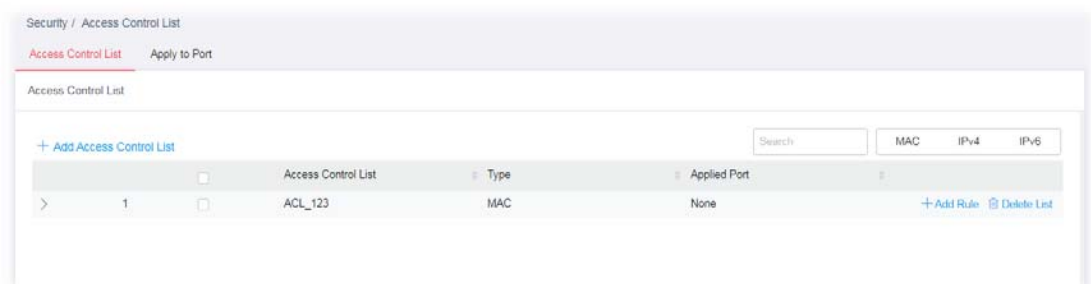 Security / Access Control List
Access Control List Apply to Port
Access Control List
+ Add Access Control List Search MAC IPv4 IPv6
Access Control List Type Applied Port
1 ACL_123 MAC None + Add Rule Delete List